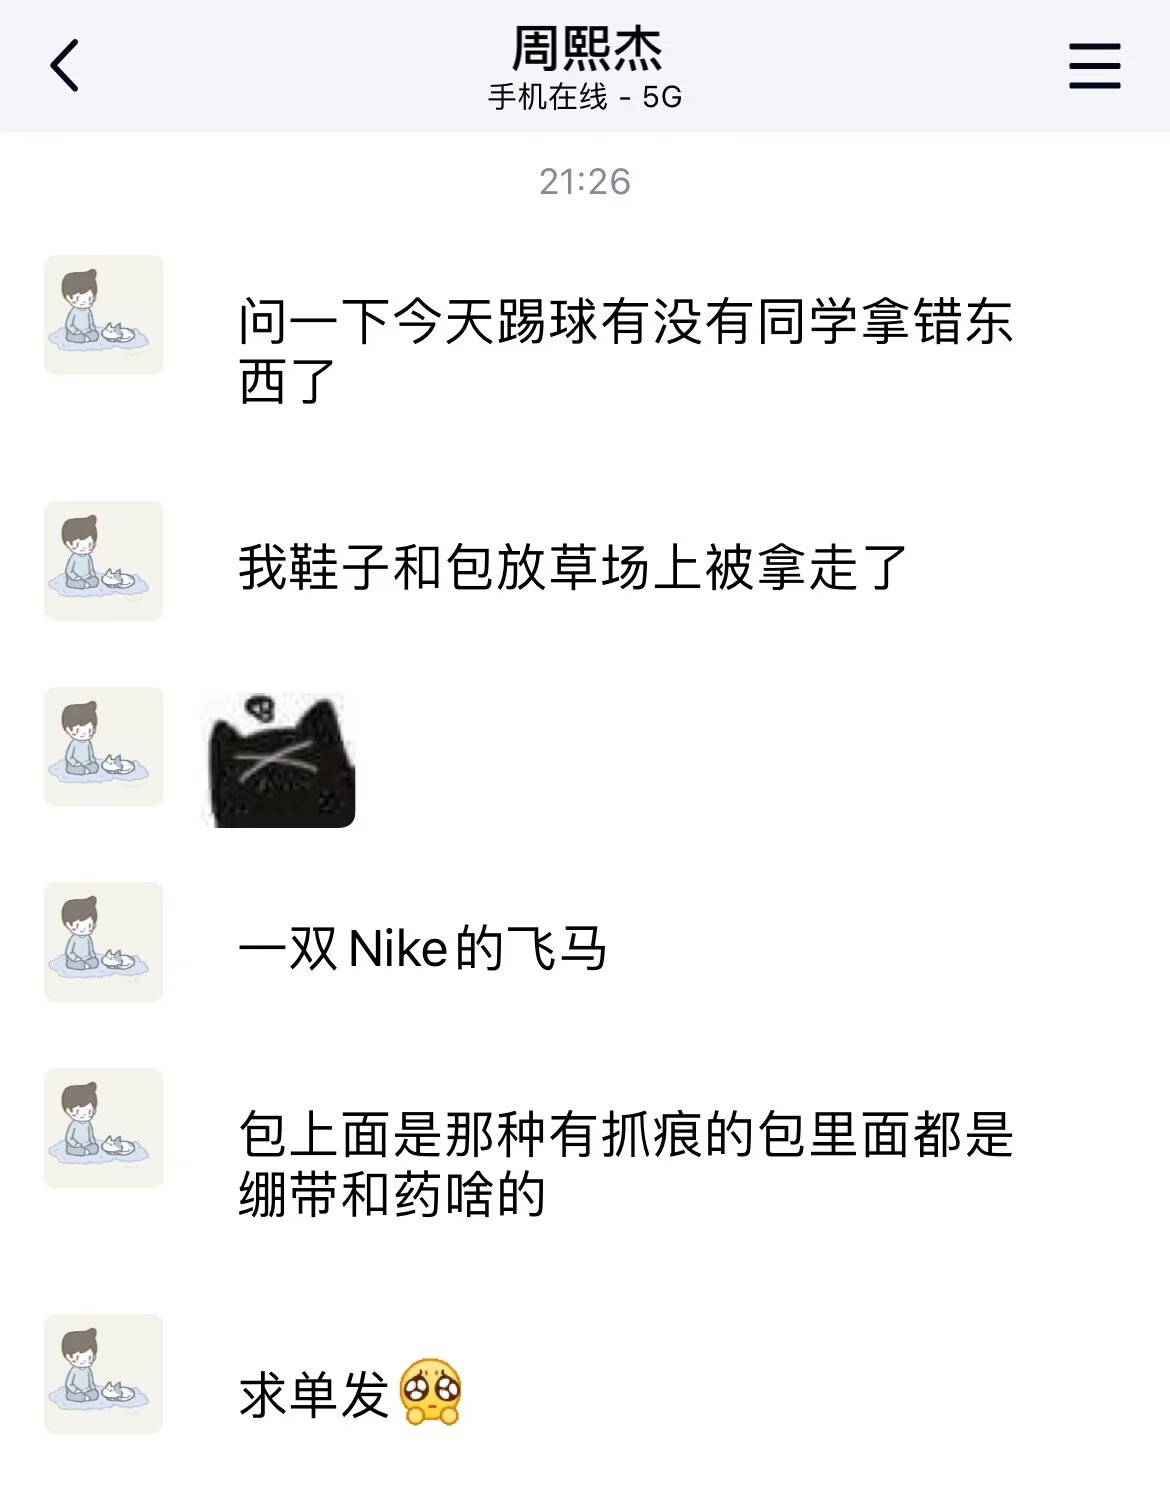 周熙杰
手机在线 - 5G
21:26
问一下今天踢球有没有同学拿错东
西了
我鞋子和包放草场上被拿走了
一双Nike的飞马
包上面是那种有抓痕的包里面都是
绷带和药啥的
求单发